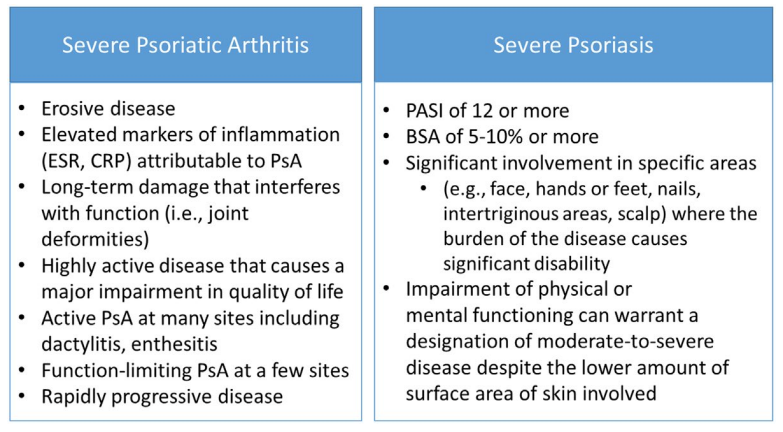 Severe Psoriatic Arthritis
• Erosive disease
• Elevated markers of inflammation
(ESR, CRP) attributable to PsA
• Long-term damage that interferes
with function (i.e., joint
deformities)
• Highly active disease that causes a
major impairment in quality of life
• Active PsA at many sites including
dactylitis, enthesitis
• Function-limiting PsA at a few sites
• Rapidly progressive disease
Severe Psoriasis
• PASI of 12 or more
• BSA of 5-10% or more
• Significant involvement in specific areas
• (e.g., face, hands or feet, nails,
intertriginous areas, scalp) where the
burden of the disease causes
significant disability
• Impairment of physical or
mental functioning can warrant a
designation of moderate-to-severe
disease despite the lower amount of
surface area of skin involved